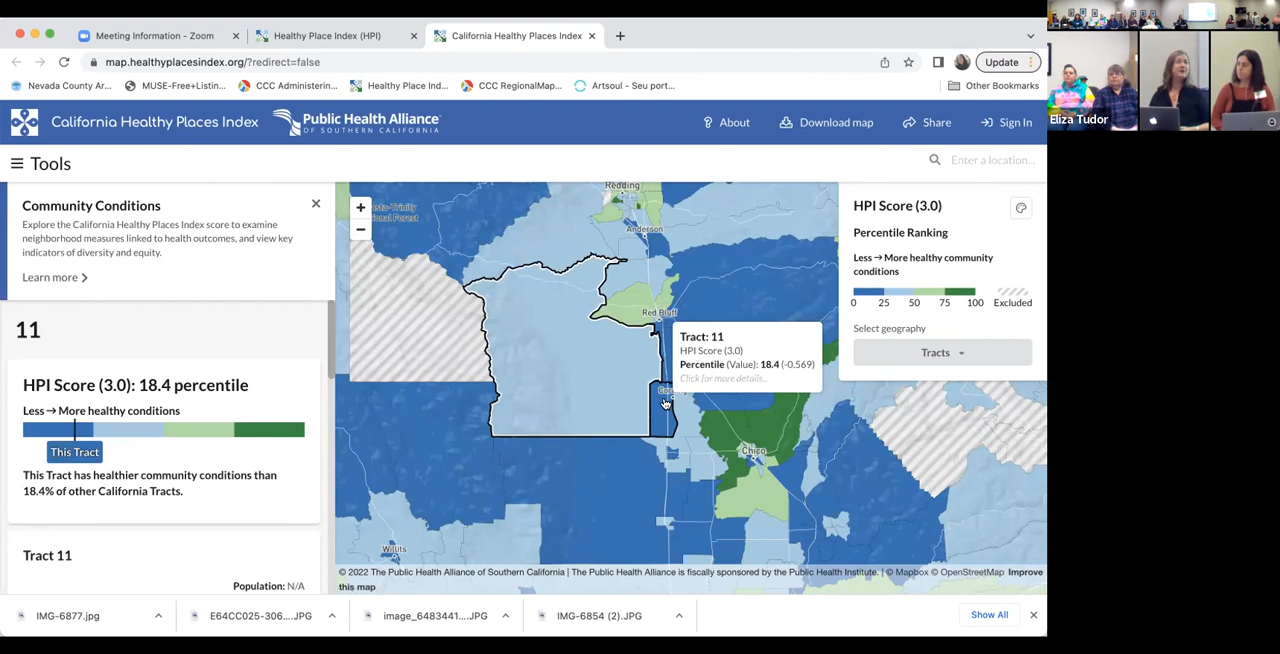 Meeting Information - Zoom
Healthy Place Index (HPI)
California Healthy Places Index
map.healthyplacesindex.org/?redirect=false
Update
Nevada County Ar...
MUSE-Free+Listin...
CCC Administerin...
Healthy Place Ind...
CCC RegionalMap...
Artsoul - Seu port...
Other Bookmarks
California Healthy Places Index
Public Health Alliance
OF SOUTHERN CALIFORNIA
About
Download map
Share
Sign In
Tools
Enter a location...
Community Conditions
Explore the California Healthy Places Index score to examine
neighborhood measures linked to health outcomes, and view key
indicators of diversity and equity.
Learn more
11
HPI Score (3.0): 18.4 percentile
Less → More healthy conditions
This Tract
This Tract has healthier community conditions than
18.4% of other California Tracts.
Tract 11
Population: N/A
Redding
Anderson
Red Bluff
Tract: 11
HPI Score (3.0)
Percentile (Value): 18.4 (-0.569)
Click for more details...
Chico
Willits
HPI Score (3.0)
Percentile Ranking
Less → More healthy community
conditions
0 25 50 75 100 Excluded
Select geography
Tracts
© 2022 The Public Health Alliance of Southern California | The Public Health Alliance is fiscally sponsored by the Public Health Institute. | © Mapbox © OpenStreetMap Improve
this map
IMG-6877.jpg
E64CC025-306....JPG
image_6483441....JPG
IMG-6854 (2).JPG
Show All
Eliza Tudor